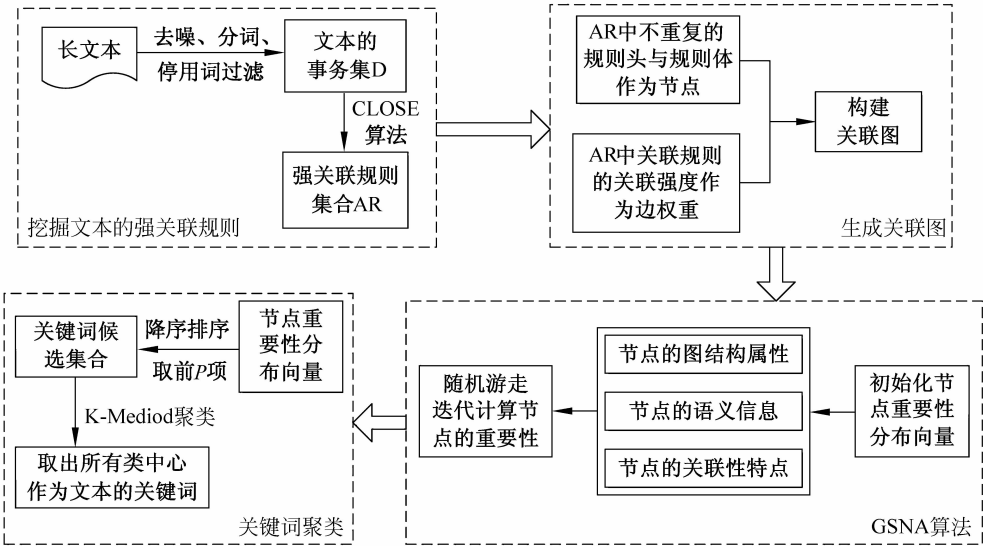 长文本
去噪、分词、
停用词过滤
文本的
事务集D
CLOSE
算法
强关联规则
集合AR
挖掘文本的强关联规则
AR中不重复的
规则头与规则体
作为节点
AR中关联规则
的关联强度作
为边权重
构建
关联图
生成关联图
初始化节
点重要性
分布向量
节点的图结构属性
节点的语义信息
节点的关联性特点
随机游走
迭代计算节
点的重要性
GSNA算法
节点重
要性分
布向量
降序排序
取前P项
关键词候
选集合
K-Mediod聚类
取出所有类中心
作为文本的关键词
关键词聚类